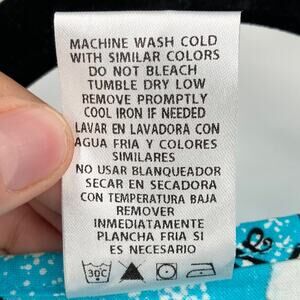 MACHINE WASH COLD
WITH SIMILAR COLORS
DO NOT BLEACH
TUMBLE DRY LOW
REMOVE PROMPTLY
COOL IRON IF NEEDED
LAVAR EN LAVADORA CON
AGUA FRIA Y COLORES
SIMILARES
NO USAR BLANQUEADOR
SECAR EN SECADORA
CON TEMPERATURA BAJA
REMOVER
INMEDIATAMENTE
PLANCHA FRIA SI
ES NECESARIO
30°C